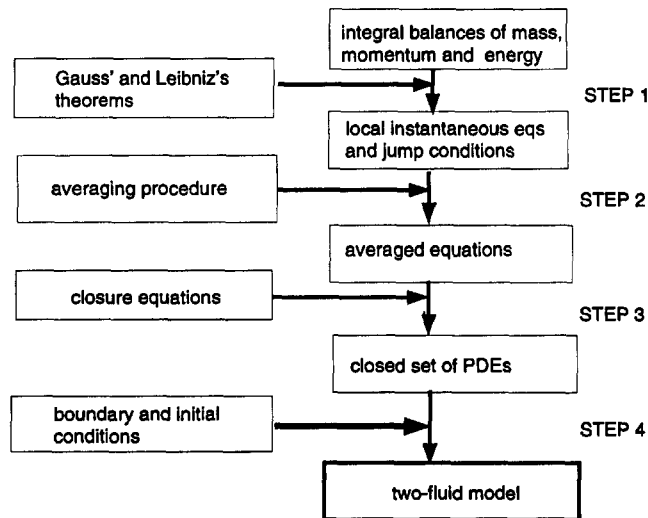 integral balances of mass,
momentum and energy
Gauss' and Leibniz's
theorems
STEP 1
local instantaneous eqs
and jump conditions
averaging procedure
STEP 2
averaged equations
closure equations
STEP 3
closed set of PDEs
boundary and initial
conditions
STEP 4
two-fluid model